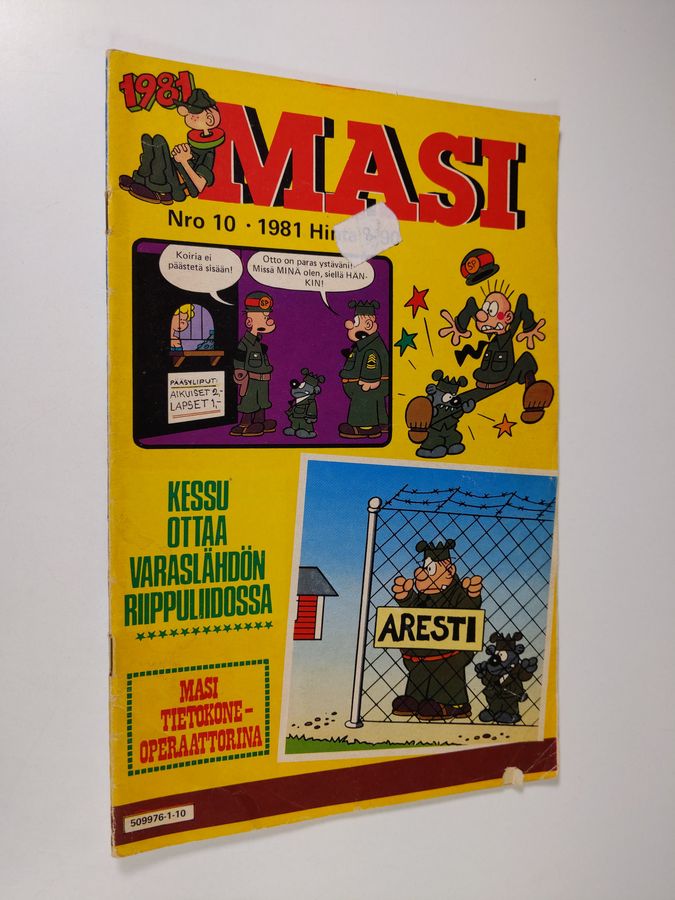 1981
MASI
Nro 10 · 1981
Koiria ei
päästetä sisään!
Otto on paras ystäväni!
Missä MINÄ olen, siellä HÄN-
KIN!
SP
SP
PÄÄSYLIPUT:
AIKUISET 2,-
LAPSET 1,-
KESSU
OTTAA
VARASLÄHDÖN
RIIPPULIIDOSSA
ARESTI
MASI
TIETOKONE-
OPERAATTORINA
509976-1-10